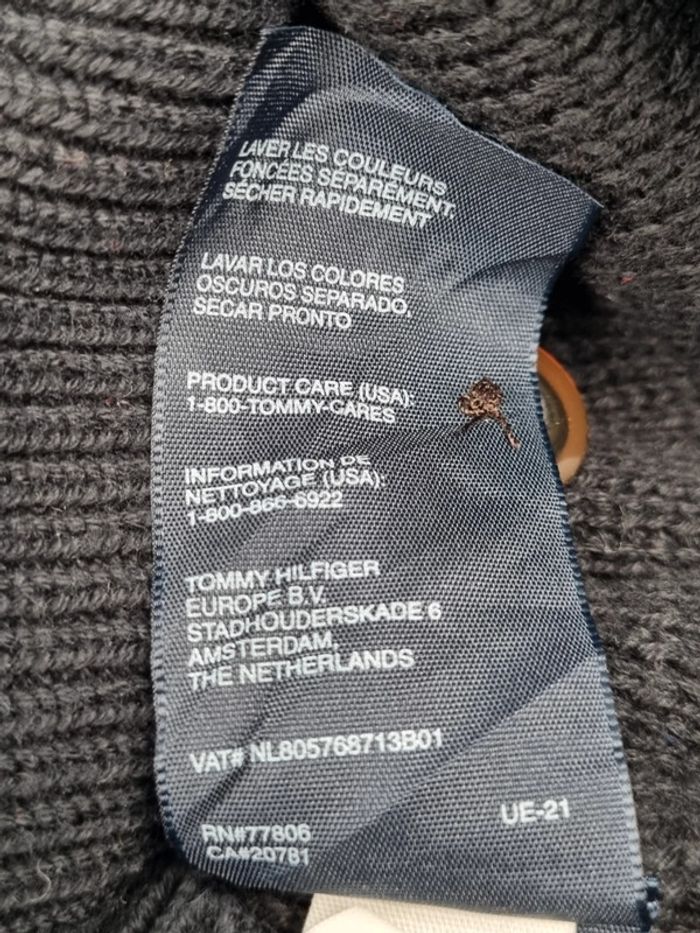 LAVER LES COULEURS
FONCÉES SÉPARÉMENT,
SÉCHER RAPIDEMENT
LAVAR LOS COLORES
OSCUROS SEPARADO,
SECAR PRONTO
PRODUCT CARE (USA):
1-800-TOMMY-CARES
INFORMATION DE
NETTOYAGE (USA):
1-800-866-6922
TOMMY HILFIGER
EUROPE B.V.
STADHOUDERSKADE 6
AMSTERDAM,
THE NETHERLANDS
VAT# NL805768713B01
UE-21
RN#77806
CA#20781